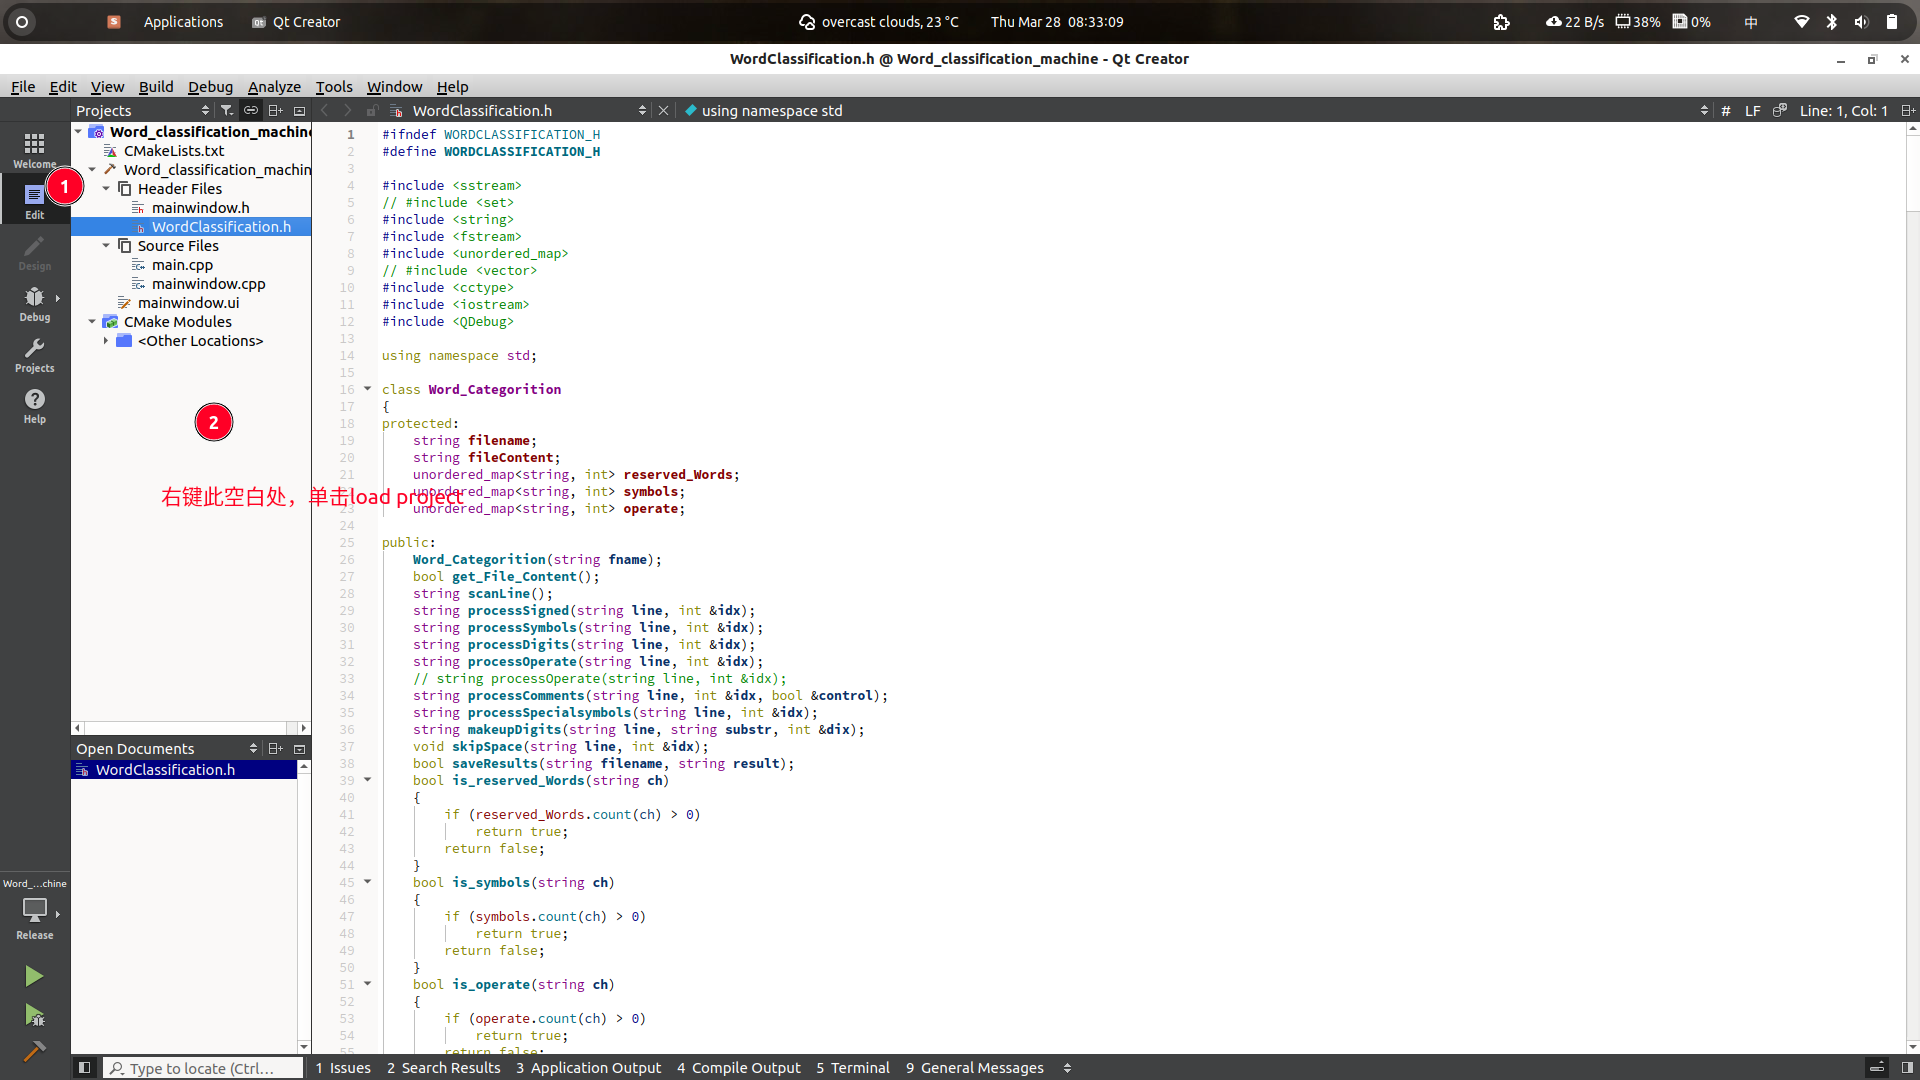 Applications Qt Creator overcast clouds, 23 °C Thu Mar 28 08:33:09 22 B/s 38% 0% 中
WordClassification.h @ Word_classification_machine - Qt Creator
File Edit View Build Debug Analyze Tools Window Help
Projects WordClassification.h using namespace std # LF Line: 1, Col: 1
Welcome
Edit
Design
Debug
Projects
Help
1
2
Word_classification_machine
CMakeLists.txt
Word_classification_machin
Header Files
mainwindow.h
WordClassification.h
Source Files
main.cpp
mainwindow.cpp
mainwindow.ui
CMake Modules
<Other Locations>
右键此空白处，单击load project
Open Documents
WordClassification.h
Word_...chine
Release
1 #ifndef WORDCLASSIFICATION_H
2 #define WORDCLASSIFICATION_H
3
4 #include <sstream>
5 // #include <set>
6 #include <string>
7 #include <fstream>
8 #include <unordered_map>
9 // #include <vector>
10 #include <cctype>
11 #include <iostream>
12 #include <QDebug>
13
14 using namespace std;
15
16 class Word_Categorition
17 {
18 protected:
19 string filename;
20 string fileContent;
21 unordered_map<string, int> reserved_Words;
22 unordered_map<string, int> symbols;
23 unordered_map<string, int> operate;
24
25 public:
26 Word_Categorition(string fname);
27 bool get_File_Content();
28 string scanLine();
29 string processSigned(string line, int &idx);
30 string processSymbols(string line, int &idx);
31 string processDigits(string line, int &idx);
32 string processOperate(string line, int &idx);
33 // string processOperate(string line, int &idx);
34 string processComments(string line, int &idx, bool &control);
35 string processSpecialsymbols(string line, int &idx);
36 string makeupDigits(string line, string substr, int &dix);
37 void skipSpace(string line, int &idx);
38 bool saveResults(string filename, string result);
39 bool is_reserved_Words(string ch)
40 {
41 if (reserved_Words.count(ch) > 0)
42 return true;
43 return false;
44 }
45 bool is_symbols(string ch)
46 {
47 if (symbols.count(ch) > 0)
48 return true;
49 return false;
50 }
51 bool is_operate(string ch)
52 {
53 if (operate.count(ch) > 0)
54 return true;
55 return false;
Type to locate (Ctrl... 1 Issues 2 Search Results 3 Application Output 4 Compile Output 5 Terminal 9 General Messages